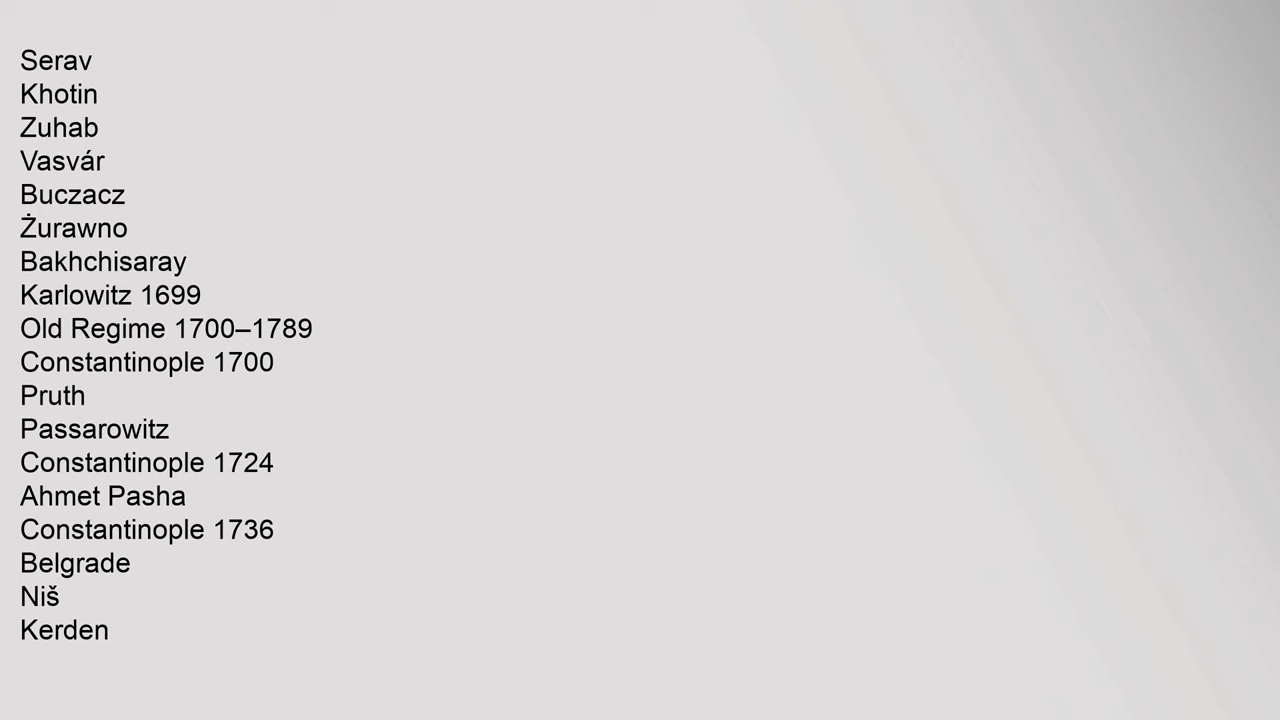 Serav
Khotin
Zuhab
Vasvár
Buczacz
Żurawno
Bakhchisaray
Karlowitz 1699
Old Regime 1700–1789
Constantinople 1700
Pruth
Passarowitz
Constantinople 1724
Ahmet Pasha
Constantinople 1736
Belgrade
Niš
Kerden